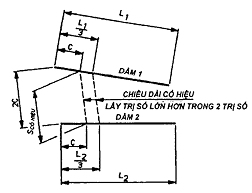 L₁
L₁/3
C
DẦM 1
CHIỀU DÀI CÓ HIỆU
LẤY TRỊ SỐ LỚN HƠN TRONG 2 TRỊ SỐ
DẦM 2
2C
S CÓ HIỆU
C
L₂/3
L₂